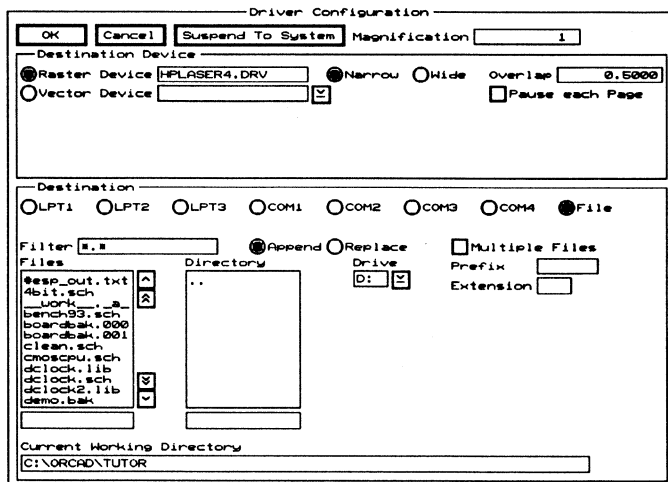 Driver Configuration
OK Cancel Suspend To System Magnification 1
Destination Device
Raster Device HPLASER4.DRV Narrow Wide Overlap 0.5000
Vector Device Pause each Page
Destination
LPT1 LPT2 LPT3 COM1 COM2 COM3 COM4 File
Filter *.* Append Replace Multiple Files
Files Directory Drive Prefix
D:
Extension
#esp_out.txt ..
4bit.sch
__work__._a_
bench93.sch
boardbak.000
boardbak.001
clean.sch
cmoscpu.sch
dclock.lib
dclock.sch
dclock2.lib
demo.bak
Current Working Directory
C:\ORCAD\TUTOR